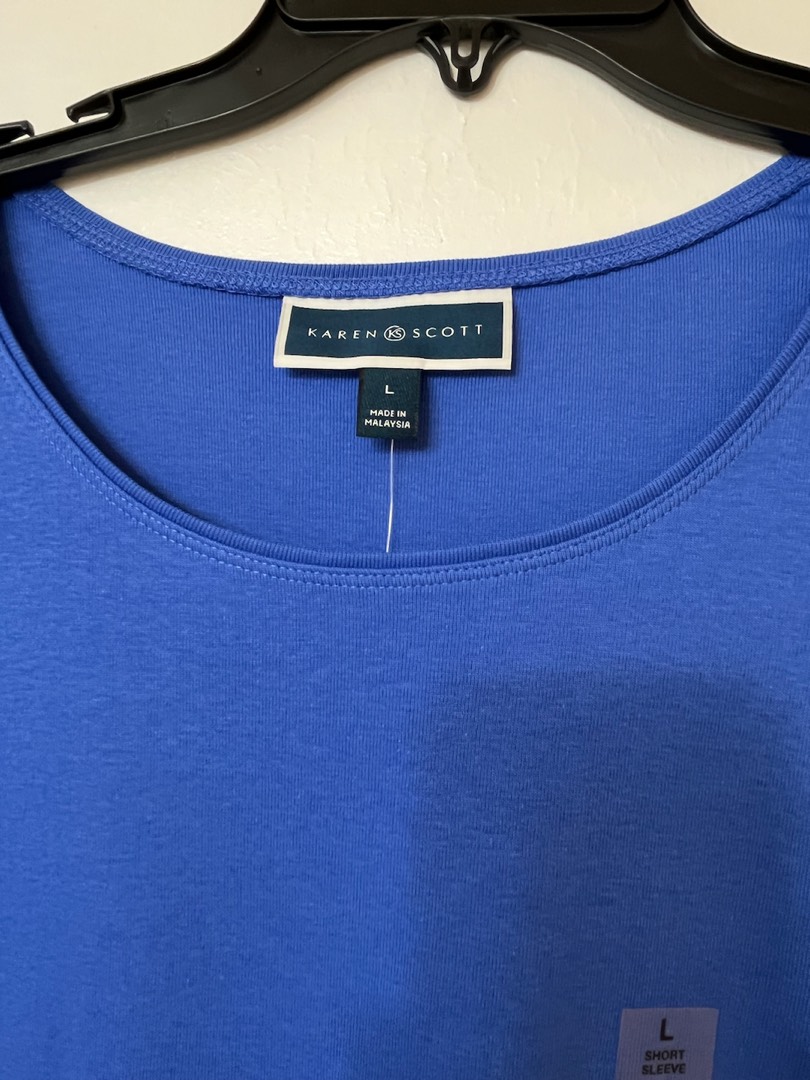 KAREN KS SCOTT
L
MADE IN
MALAYSIA
L
SHORT
SLEEVE